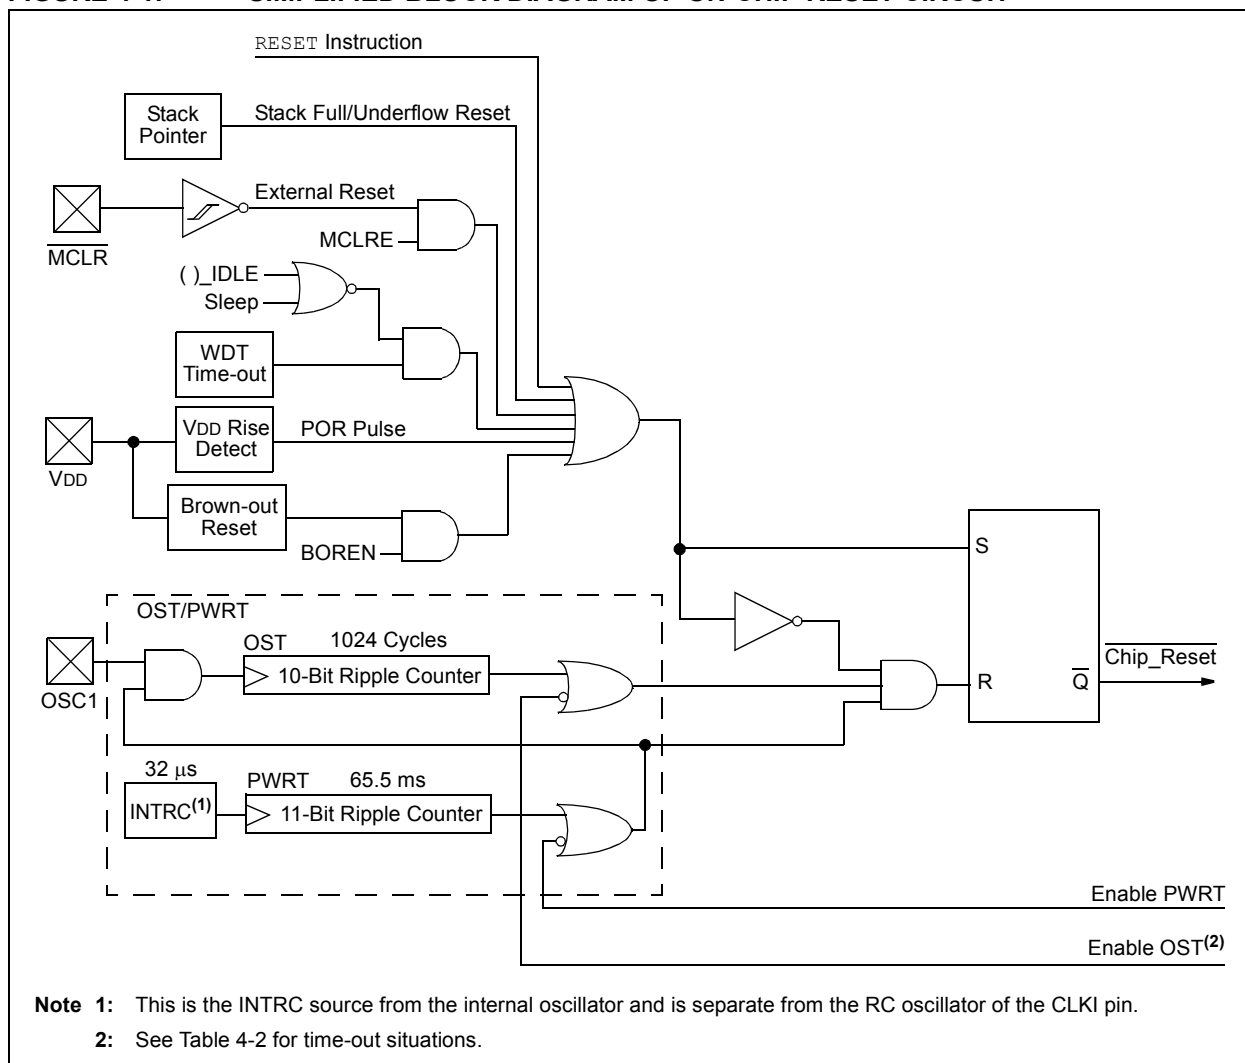 RESET Instruction
Stack
Pointer
Stack Full/Underflow Reset
External Reset
MCLR
MCLRE
( )_IDLE
Sleep
WDT
Time-out
VDD Rise
Detect
POR Pulse
VDD
Brown-out
Reset
BOREN
S
OST/PWRT
OST 1024 Cycles
10-Bit Ripple Counter
OSC1
Chip_Reset
R
Q
32 μs
INTRC(1)
PWRT 65.5 ms
11-Bit Ripple Counter
Enable PWRT
Enable OST(2)
Note 1: This is the INTRC source from the internal oscillator and is separate from the RC oscillator of the CLKI pin.
2: See Table 4-2 for time-out situations.